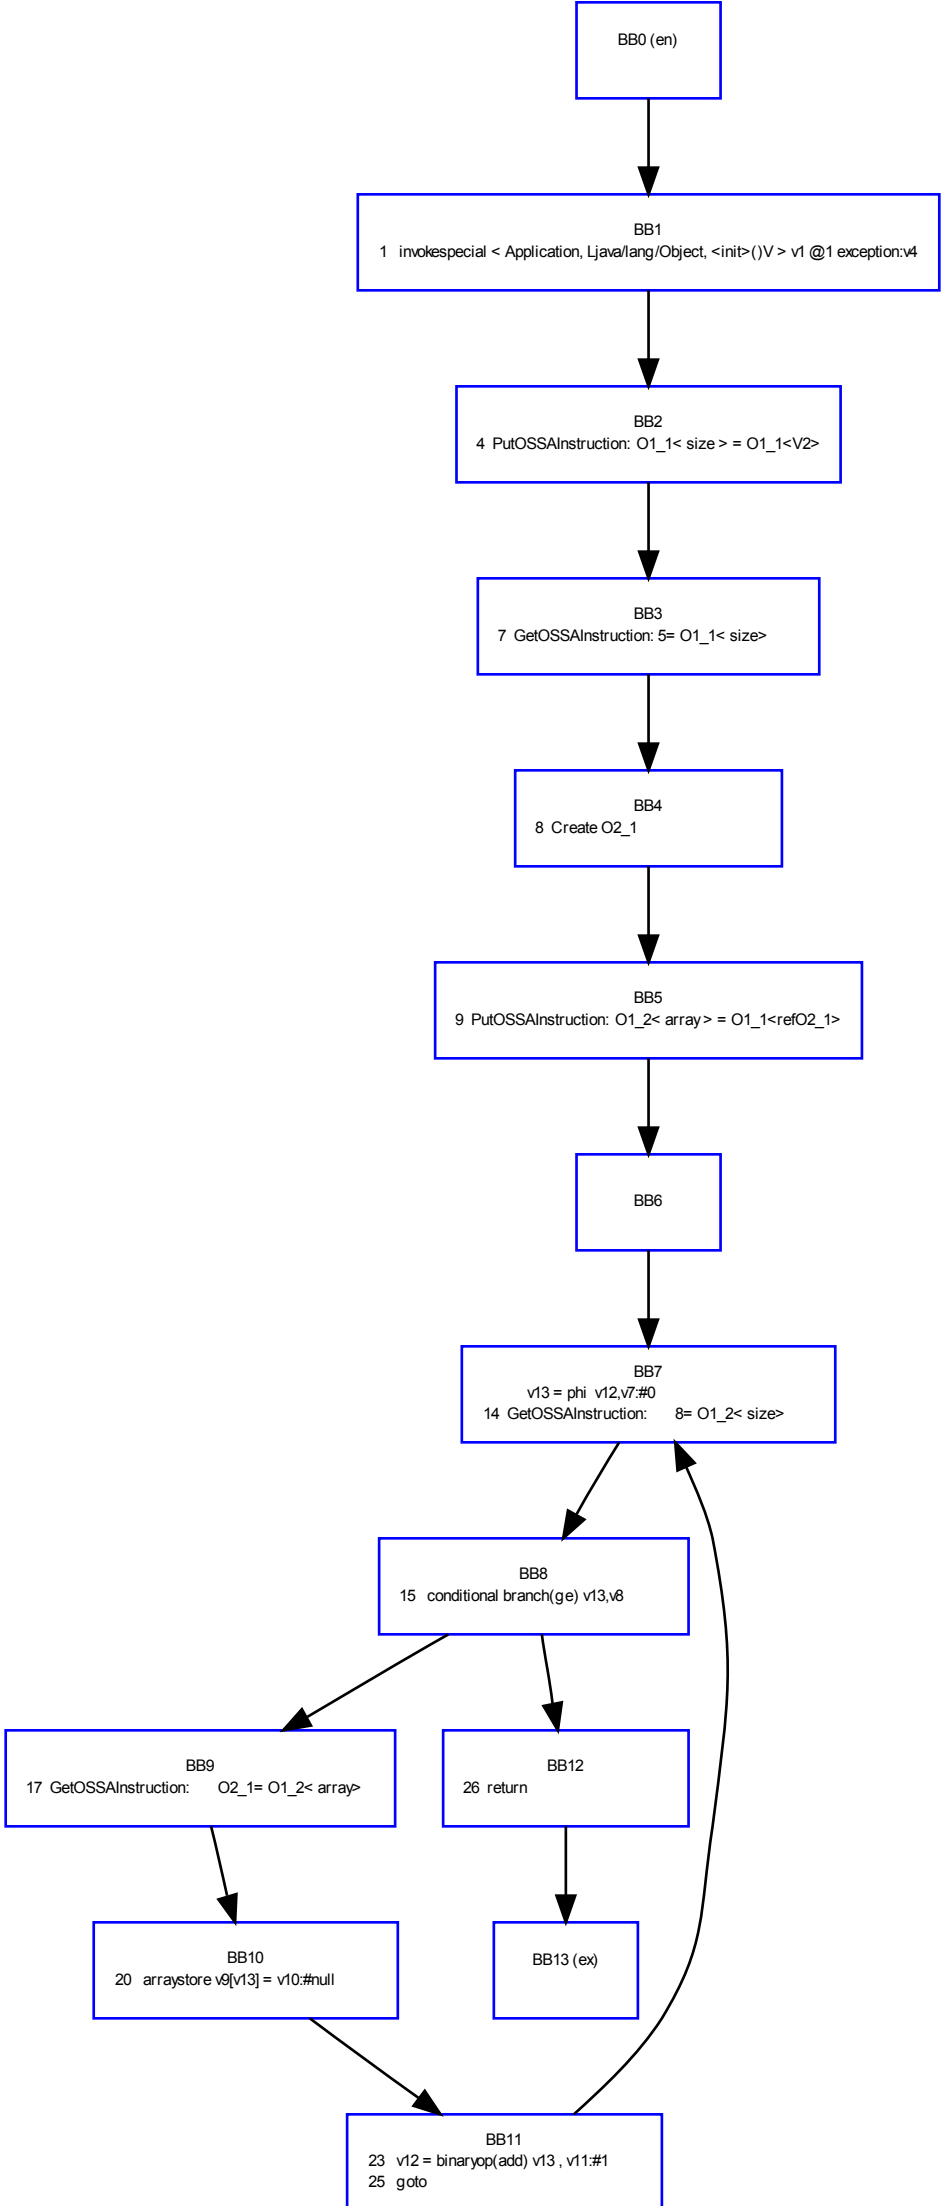 BB0 (en)
BB1
1 invokespecial < Application, Ljava/lang/Object, <init>()V > v1 @1 exception:v4
BB2
4 PutOSSAInstruction: O1_1< size > = O1_1<V2>
BB3
7 GetOSSAInstruction: 5= O1_1< size>
BB4
8 Create O2_1
BB5
9 PutOSSAInstruction: O1_2< array> = O1_1<refO2_1>
BB6
BB7
v13 = phi v12,v7:#0
14 GetOSSAInstruction: 8= O1_2< size>
BB8
15 conditional branch(ge) v13,v8
BB9
17 GetOSSAInstruction: O2_1= O1_2< array>
BB12
26 return
BB10
20 arraystore v9[v13] = v10:#null
BB13 (ex)
BB11
23 v12 = binaryop(add) v13 , v11:#1
25 goto